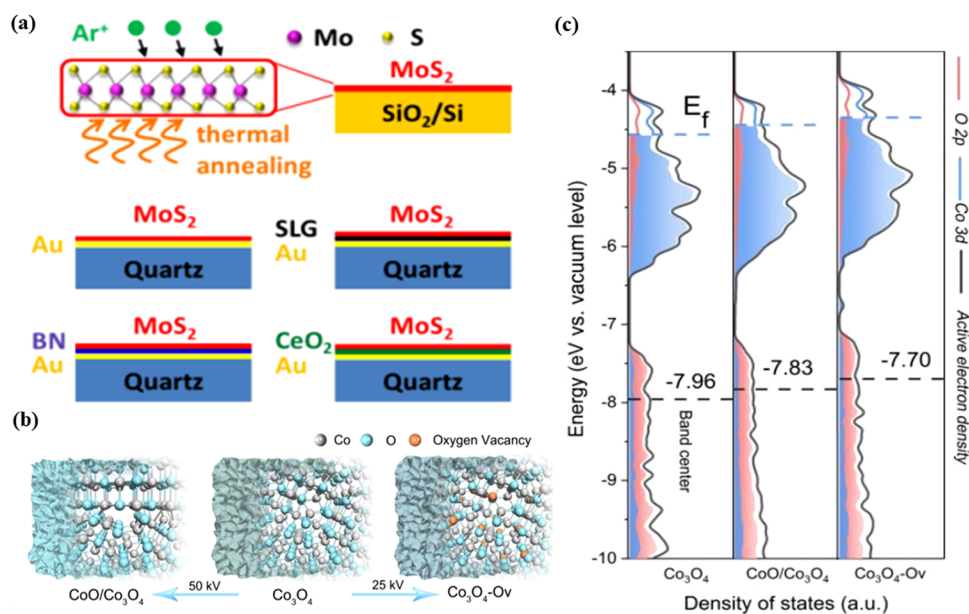 (a)
Ar+
Mo
S
MoS2
SiO2/Si
thermal
annealing
MoS2
Au
Quartz
MoS2
SLG
Au
Quartz
MoS2
BN
Au
Quartz
MoS2
CeO2
Au
Quartz
(b)
Co O Oxygen Vacancy
CoO/Co3O4
50 kV
Co3O4
25 kV
Co3O4-Ov
(c)
Energy (eV vs. vacuum level)
-4
-5
-6
-7
-8
-9
-10
Ef
-7.96
-7.83
-7.70
Band center
Co3O4
CoO/Co3O4
Co3O4-Ov
Density of states (a.u.)
O 2p
Co 3d
Active electron density